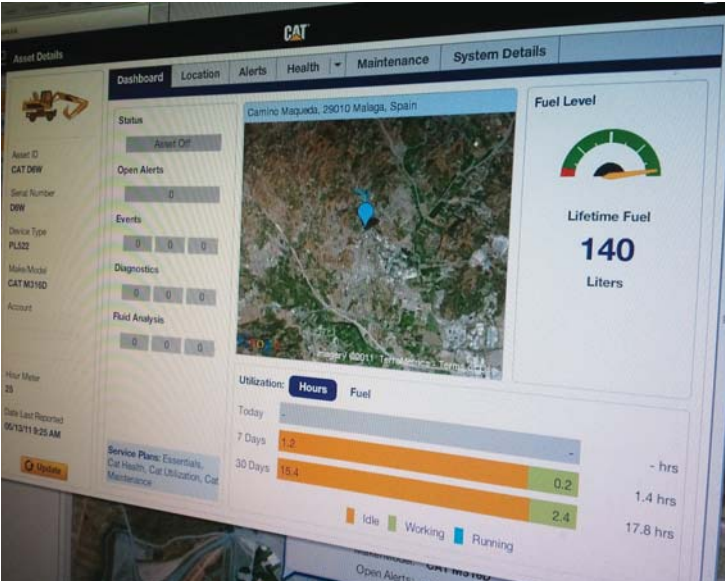 CAT
Asset Details
Dashboard
Location
Alerts
Health
Maintenance
System Details
Asset ID
CAT D6W
Serial Number
D6W
Device Type
PL522
Make/Model
CAT M316D
Account
Hour Meter
25
Date Last Reported
05/13/11 9:25 AM
Update
Status
Asset Off
Open Alerts
0
Events
0 0 0
Diagnostics
0 0 0
Fluid Analysis
0 0 0
Service Plans: Essentials,
Cat Health, Cat Utilization, Cat
Maintenance
Camino Maqueda, 29010 Malaga, Spain
Imagery ©2011 TerraMetrics
Fuel Level
Lifetime Fuel
140
Liters
Utilization: Hours Fuel
Today - - - hrs
7 Days 1.2 0.2 1.4 hrs
30 Days 15.4 2.4 17.8 hrs
Idle Working Running
CAT M316D
Open Alerts